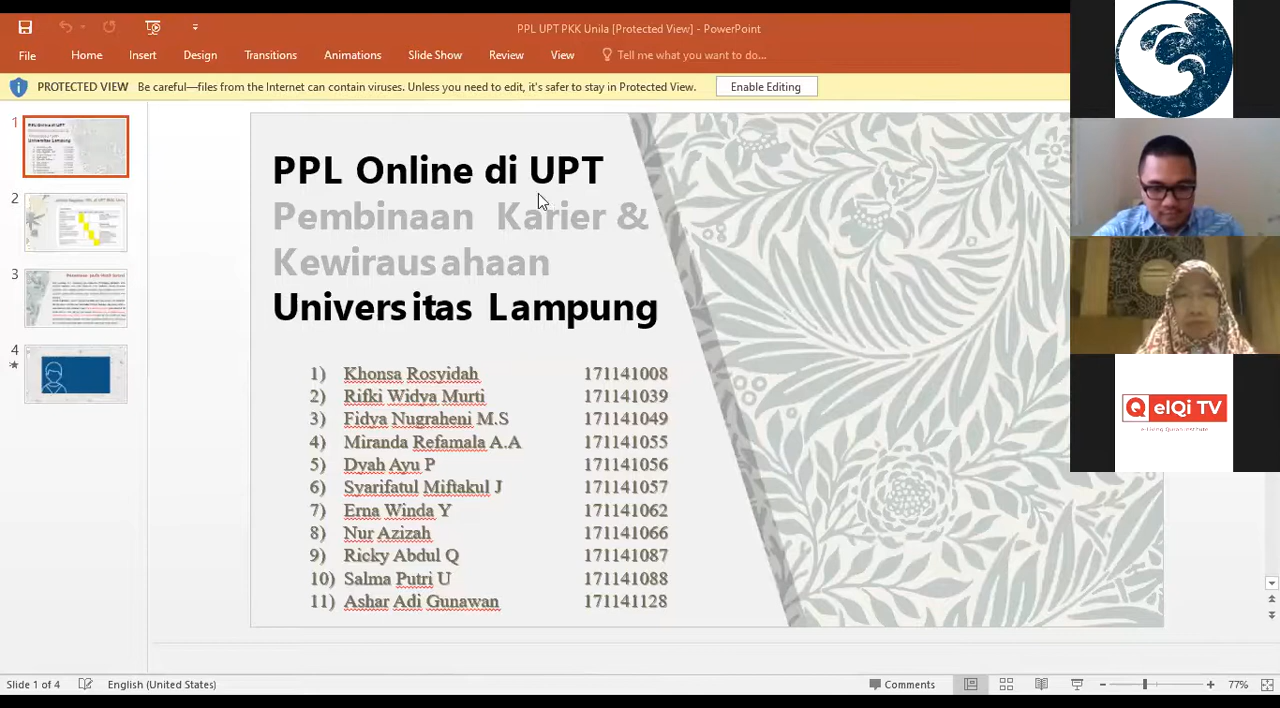 PPL UPT PKK Unila [Protected View] - PowerPoint
File Home Insert Design Transitions Animations Slide Show Review View Tell me what you want to do...
PROTECTED VIEW Be careful—files from the Internet can contain viruses. Unless you need to edit, it's safer to stay in Protected View. Enable Editing
1
2
3
4
PPL Online di UPT
Pembinaan Karier &
Kewirausahaan
Universitas Lampung
1) Khonsa Rosyidah 171141008
2) Rifki Widya Murti 171141039
3) Fidya Nugraheni M.S 171141049
4) Miranda Refamala A.A 171141055
5) Dyah Ayu P 171141056
6) Syarifatul Miftakul J 171141057
7) Erna Winda Y 171141062
8) Nur Azizah 171141066
9) Ricky Abdul Q 171141087
10) Salma Putri U 171141088
11) Ashar Adi Gunawan 171141128
Q elQi TV
Slide 1 of 4 English (United States) Comments 77%